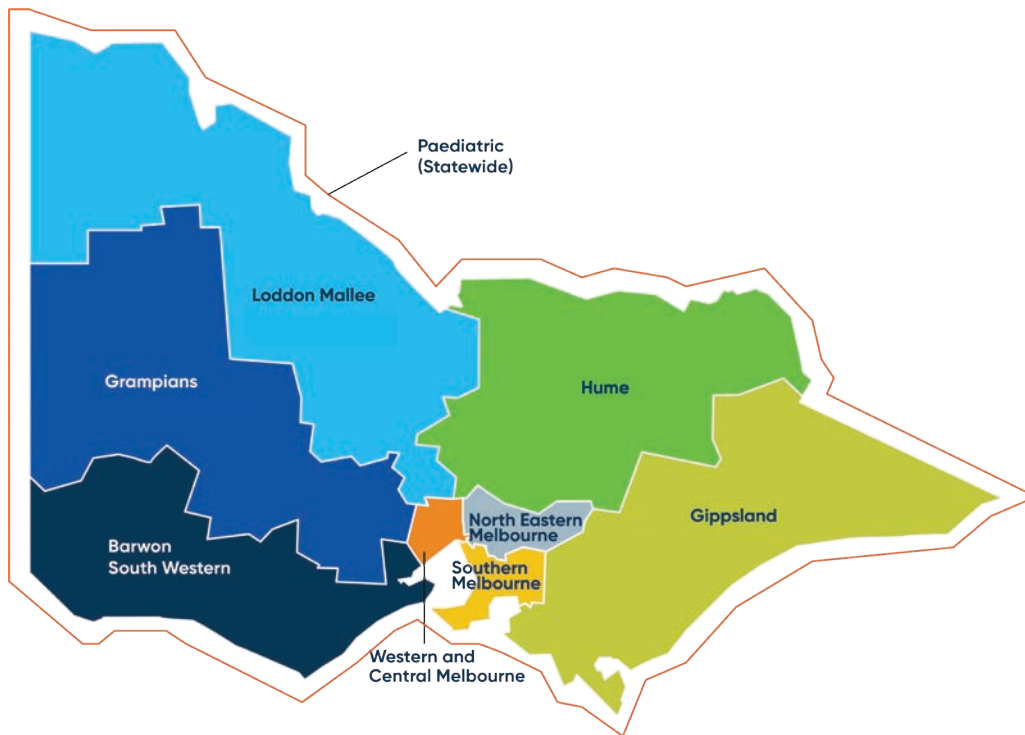 Paediatric
(Statewide)
Loddon Mallee
Grampians
Hume
Gippsland
North Eastern
Melbourne
Barwon
South Western
Southern
Melbourne
Western and
Central Melbourne